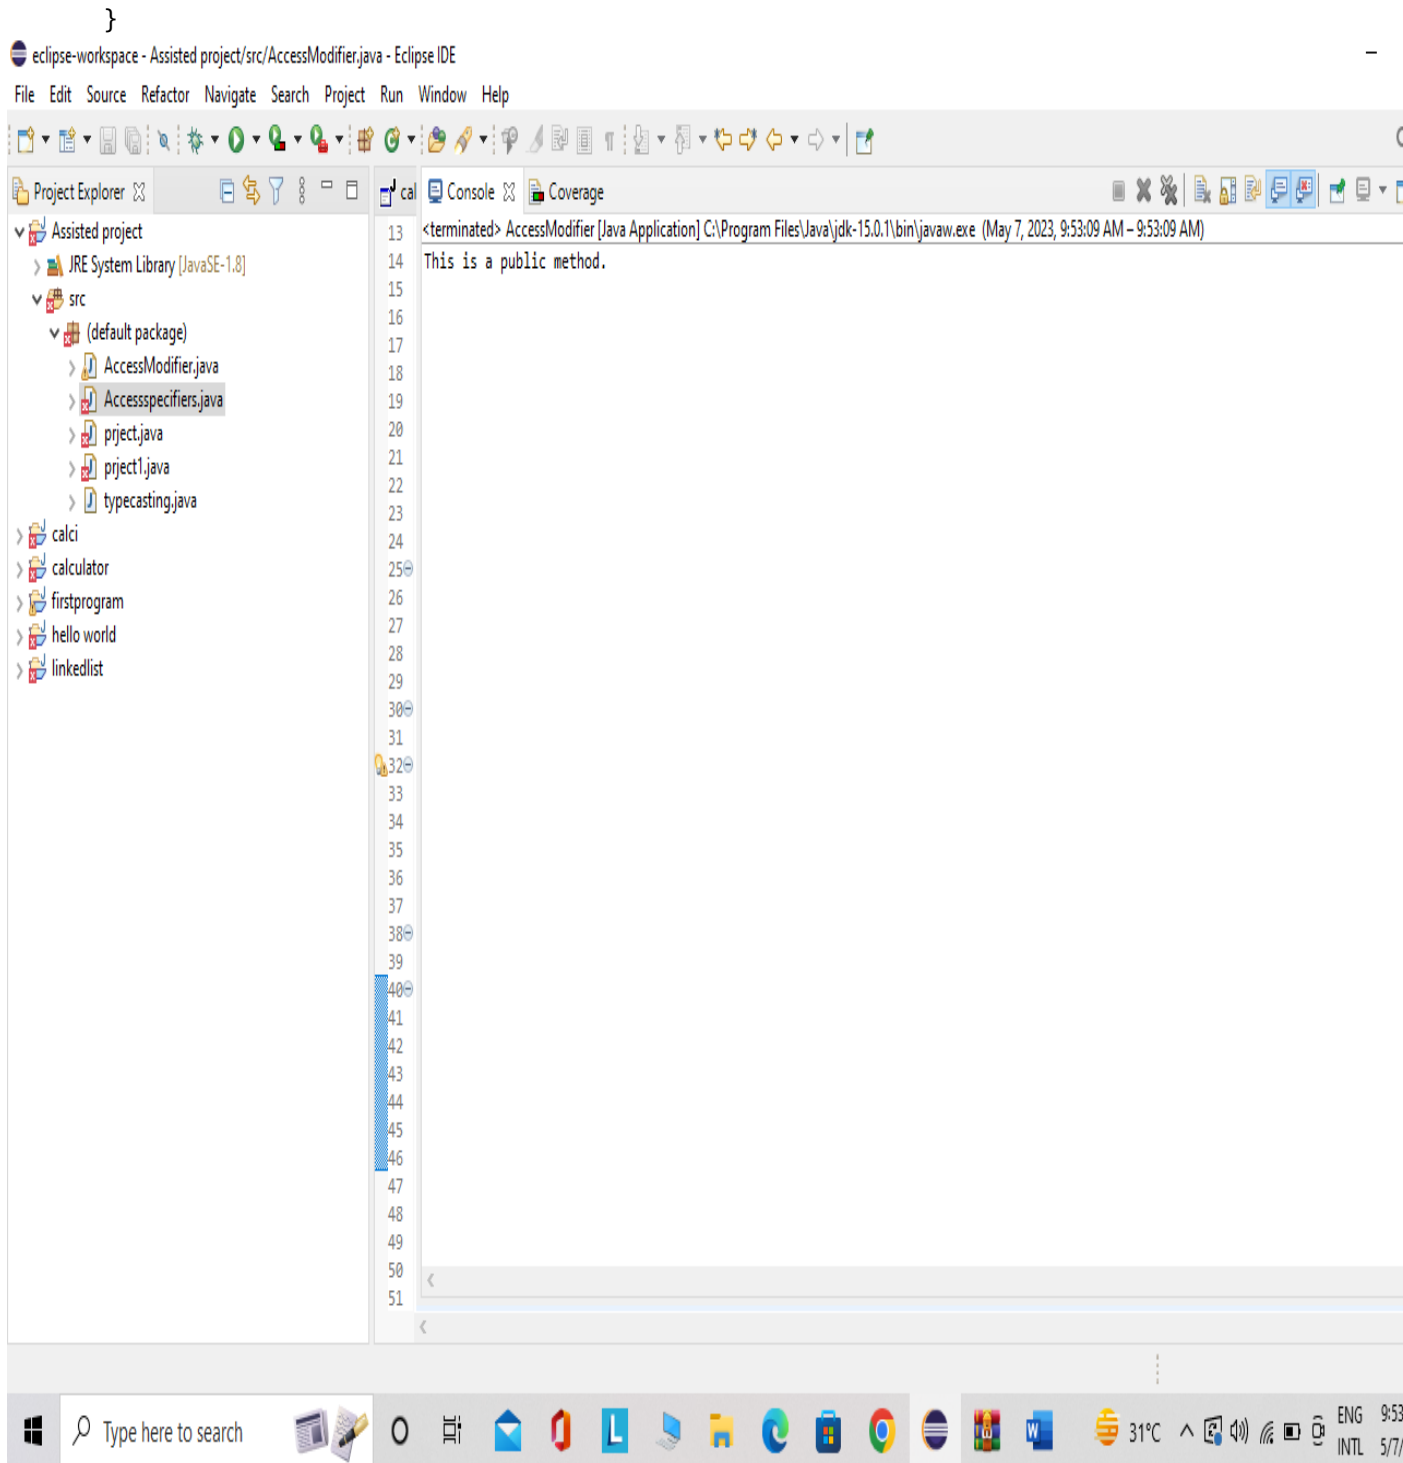 }
eclipse-workspace - Assisted project/src/AccessModifier.java - Eclipse IDE
File Edit Source Refactor Navigate Search Project Run Window Help
Project Explorer
cal
Console
Coverage
<terminated> AccessModifier [Java Application] C:\Program Files\Java\jdk-15.0.1\bin\javaw.exe (May 7, 2023, 9:53:09 AM – 9:53:09 AM)
This is a public method.
Assisted project
JRE System Library [JavaSE-1.8]
src
(default package)
AccessModifier.java
Accessspecifiers.java
prject.java
prject1.java
typecasting.java
calci
calculator
firstprogram
hello world
linkedlist
13
14
15
16
17
18
19
20
21
22
23
24
25
26
27
28
29
30
31
32
33
34
35
36
37
38
39
40
41
42
43
44
45
46
47
48
49
50
51
Type here to search
L
W
31°C
ENG
INTL
9:53
5/7/